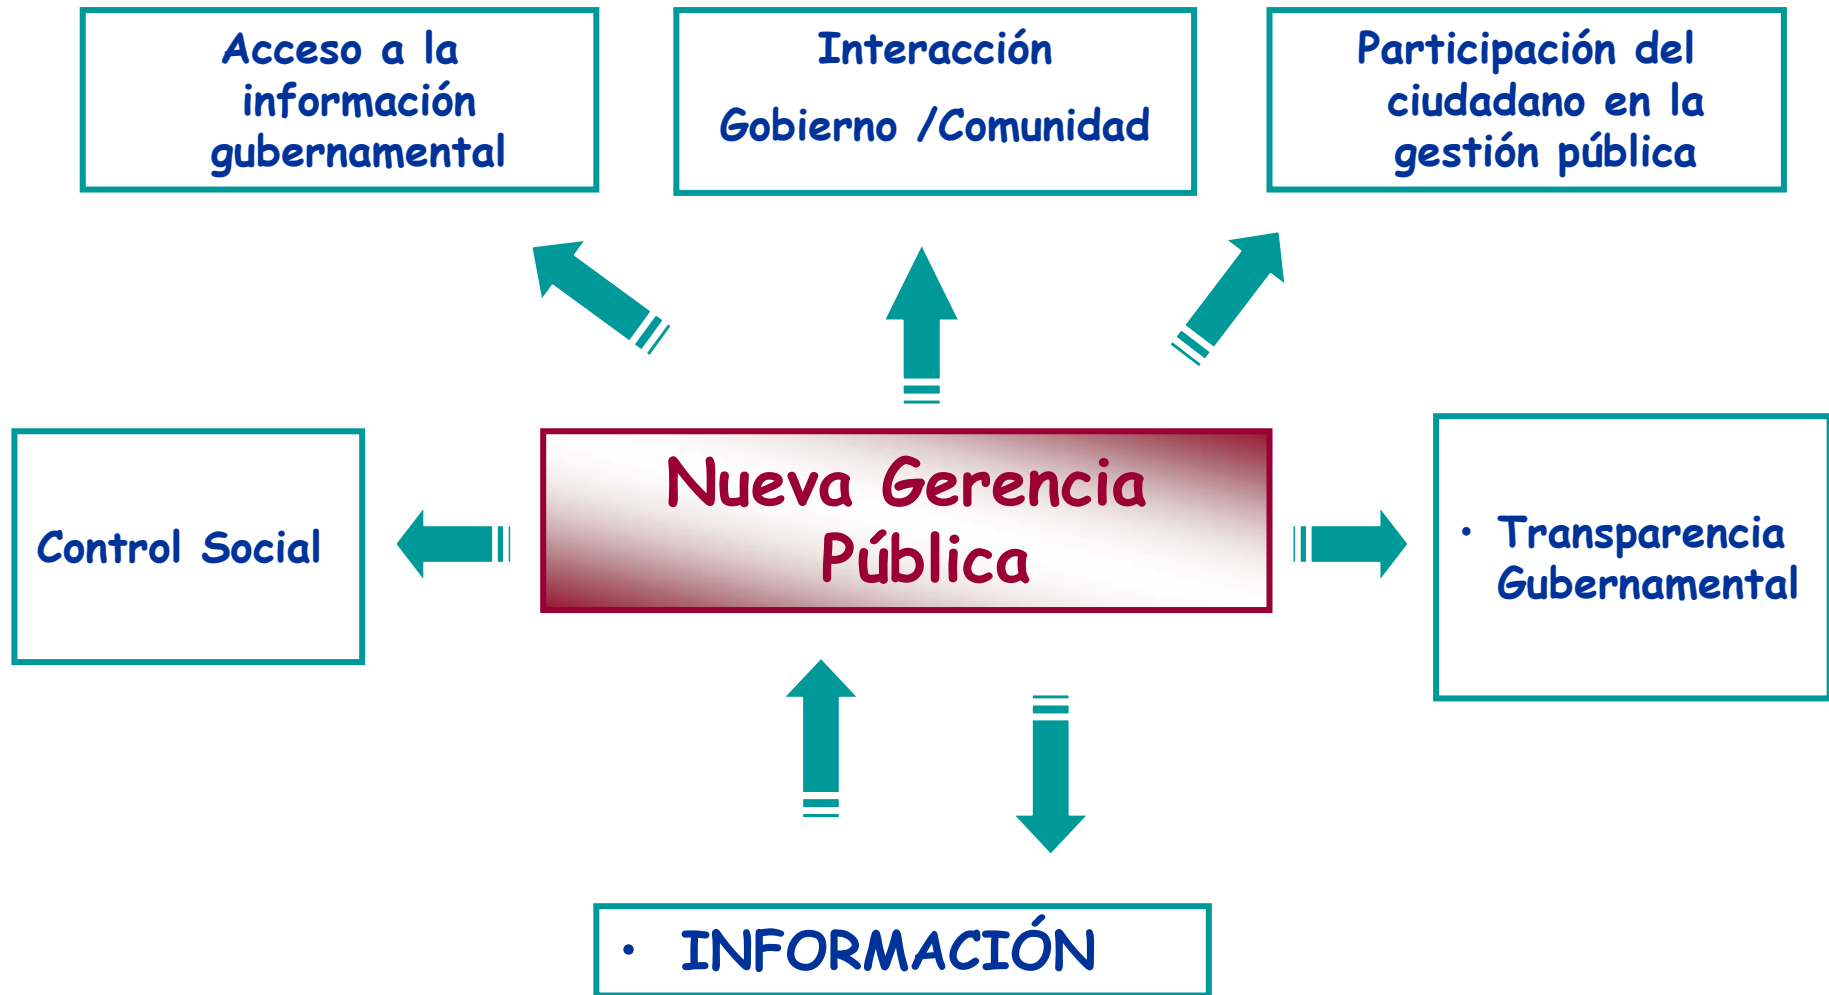 Acceso a la
información
gubernamental
Interacción
Gobierno /Comunidad
Participación del
ciudadano en la
gestión pública
Control Social
Nueva Gerencia
Pública
• Transparencia
Gubernamental
• INFORMACIÓN